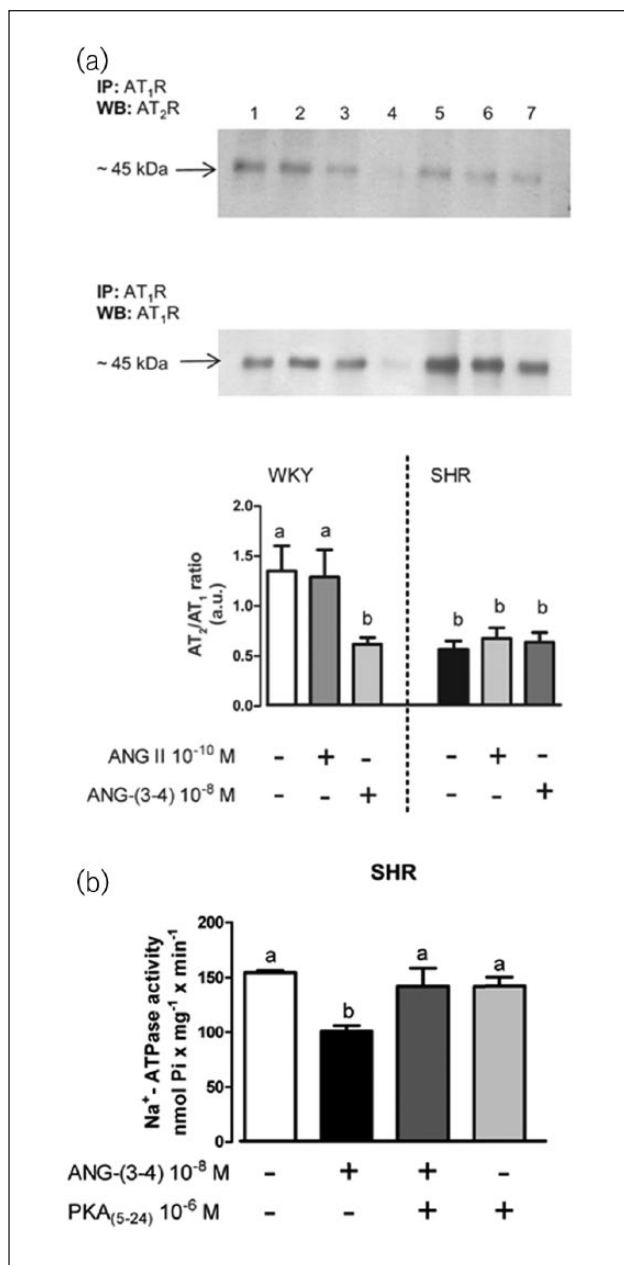 (a)
IP: AT₁R
WB: AT₂R
1 2 3 4 5 6 7
~ 45 kDa
IP: AT₁R
WB: AT₁R
~ 45 kDa
WKY SHR
AT₂/AT₁ ratio
(a.u.)
2.0
1.5
1.0
0.5
0.0
a a b b b b
ANG II 10⁻¹⁰ M - + - - + -
ANG-(3-4) 10⁻⁸ M - - + - - +
(b)
SHR
Na⁺- ATPase activity
nmol Pi x mg⁻¹ x min⁻¹
200
150
100
50
0
a b a a
ANG-(3-4) 10⁻⁸ M - + + -
PKA₍₅₋₂₄₎ 10⁻⁶ M - - + +